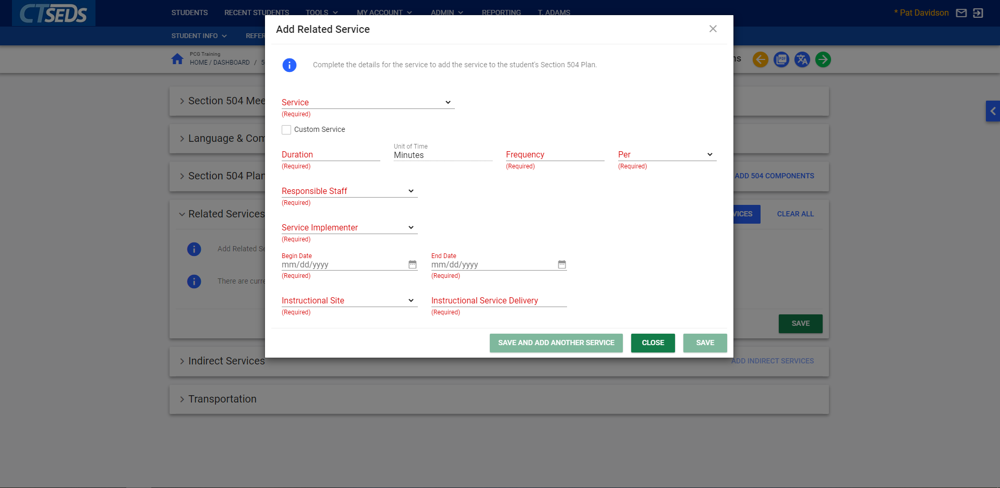 CTSEDS
STUDENTS RECENT STUDENTS TOOLS MY ACCOUNT ADMIN REPORTING T. ADAMS
* Pat Davidson
STUDENT INFO REFER
PCG Training
HOME / DASHBOARD / 5
ns
PDF
Add Related Service
Complete the details for the service to add the service to the student's Section 504 Plan.
Service
(Required)
Custom Service
Duration
(Required)
Unit of Time
Minutes
Frequency
(Required)
Per
(Required)
Responsible Staff
(Required)
Service Implementer
(Required)
Begin Date
mm/dd/yyyy
(Required)
End Date
mm/dd/yyyy
(Required)
Instructional Site
(Required)
Instructional Service Delivery
(Required)
SAVE AND ADD ANOTHER SERVICE CLOSE SAVE
Section 504 Mee
Language & Com
Section 504 Plan
ADD 504 COMPONENTS
Related Services
VICES CLEAR ALL
Add Related Se
There are curre
SAVE
Indirect Services
ADD INDIRECT SERVICES
Transportation